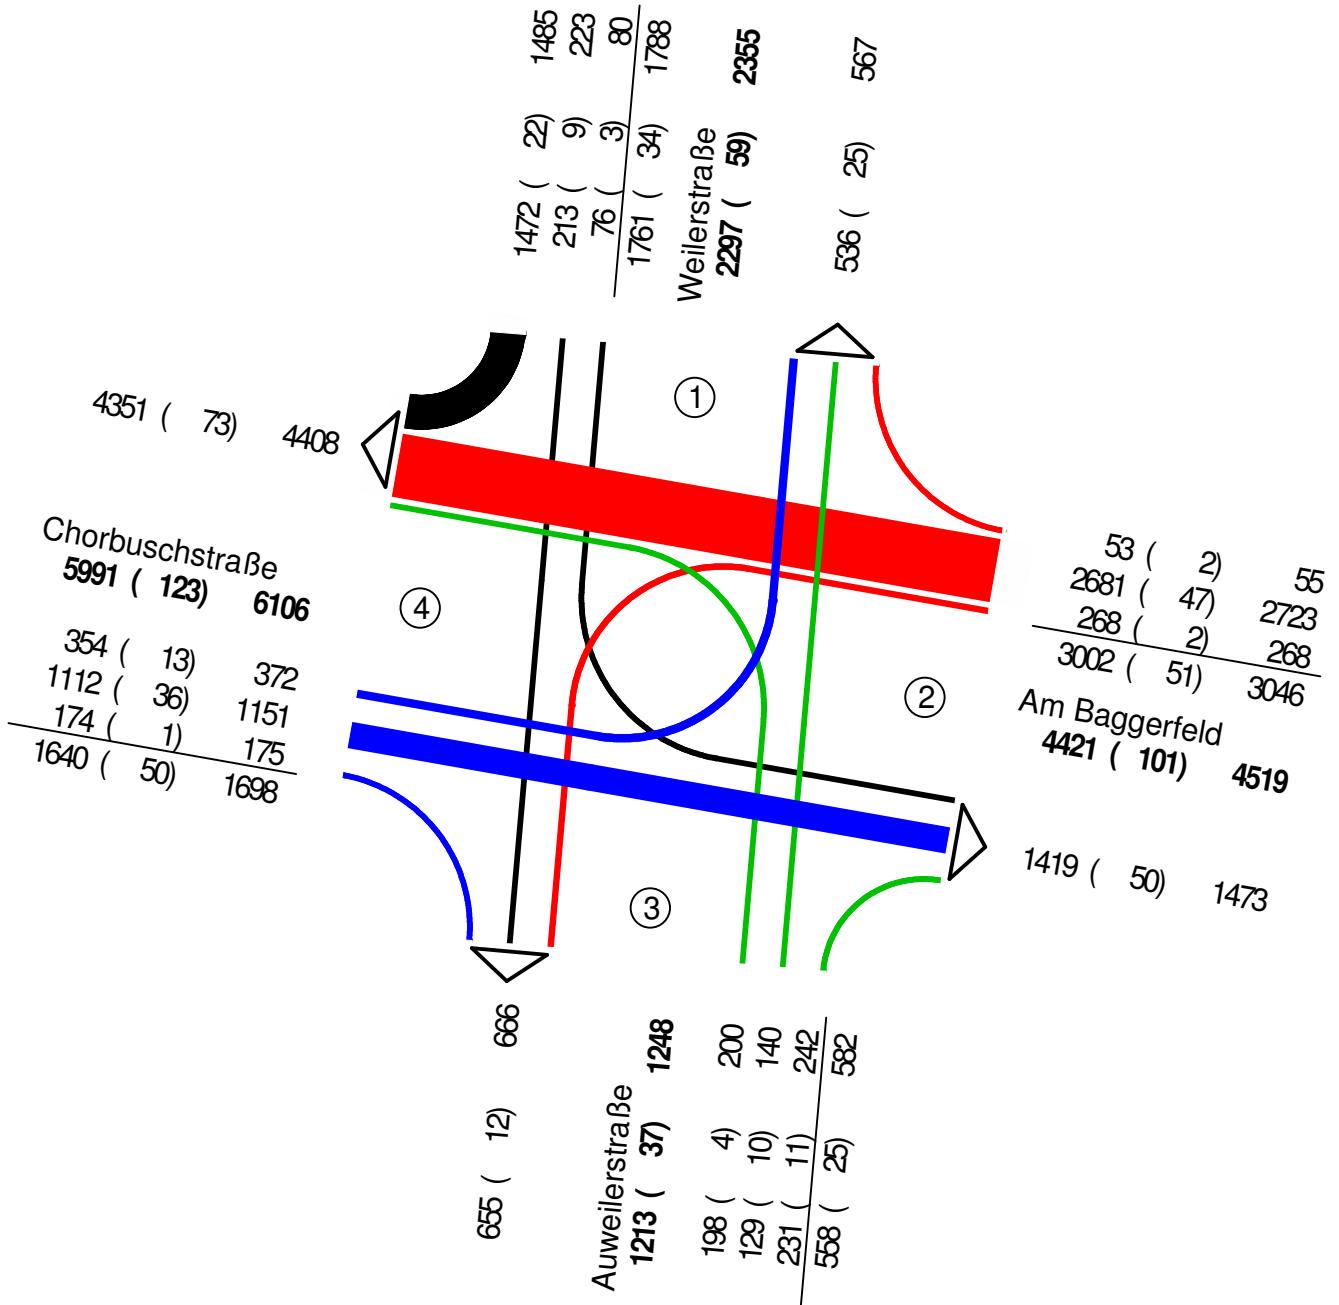 1472 ( 22) 1485
213 ( 9) 223
76 ( 3) 80
1761 ( 34) 1788
Weilerstraße
2297 ( 59) 2355
536 ( 25) 567
1
4351 ( 73) 4408
Chorbuschstraße
5991 ( 123) 6106
4
354 ( 13) 372
1112 ( 36) 1151
174 ( 1) 175
1640 ( 50) 1698
53 ( 2) 55
2681 ( 47) 2723
268 ( 2) 268
3002 ( 51) 3046
2
Am Baggerfeld
4421 ( 101) 4519
1419 ( 50) 1473
3
655 ( 12) 666
Auweilerstraße
1213 ( 37) 1248
198 ( 4) 200
129 ( 10) 140
231 ( 11) 242
558 ( 25) 582